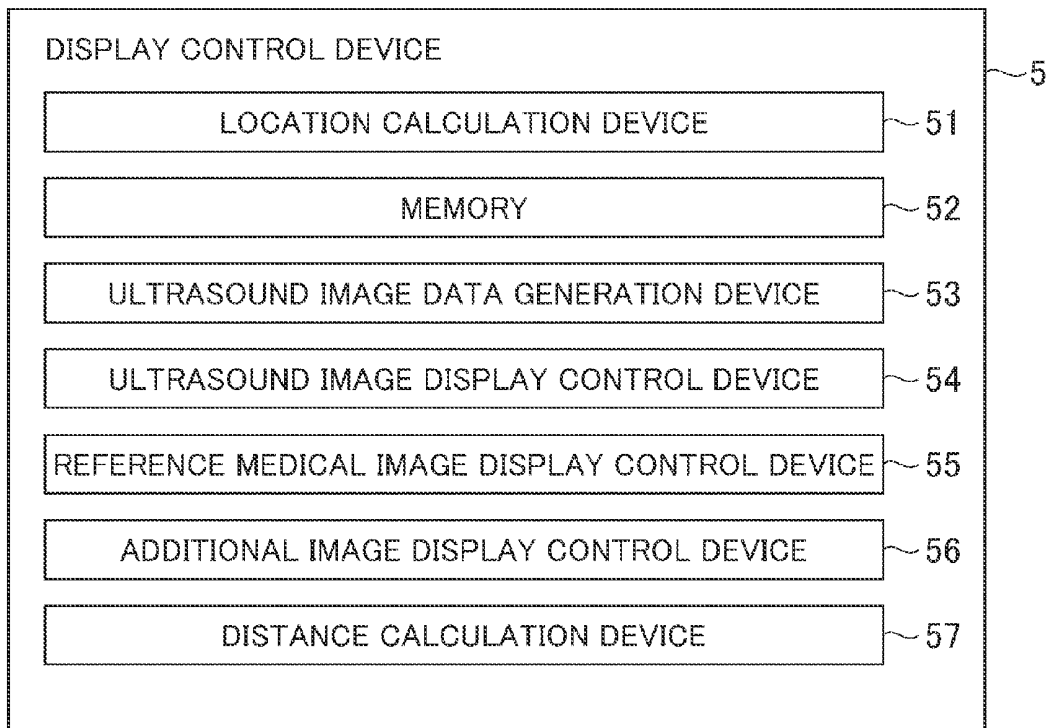 DISPLAY CONTROL DEVICE
5
LOCATION CALCULATION DEVICE 51
MEMORY 52
ULTRASOUND IMAGE DATA GENERATION DEVICE 53
ULTRASOUND IMAGE DISPLAY CONTROL DEVICE 54
REFERENCE MEDICAL IMAGE DISPLAY CONTROL DEVICE 55
ADDITIONAL IMAGE DISPLAY CONTROL DEVICE 56
DISTANCE CALCULATION DEVICE 57